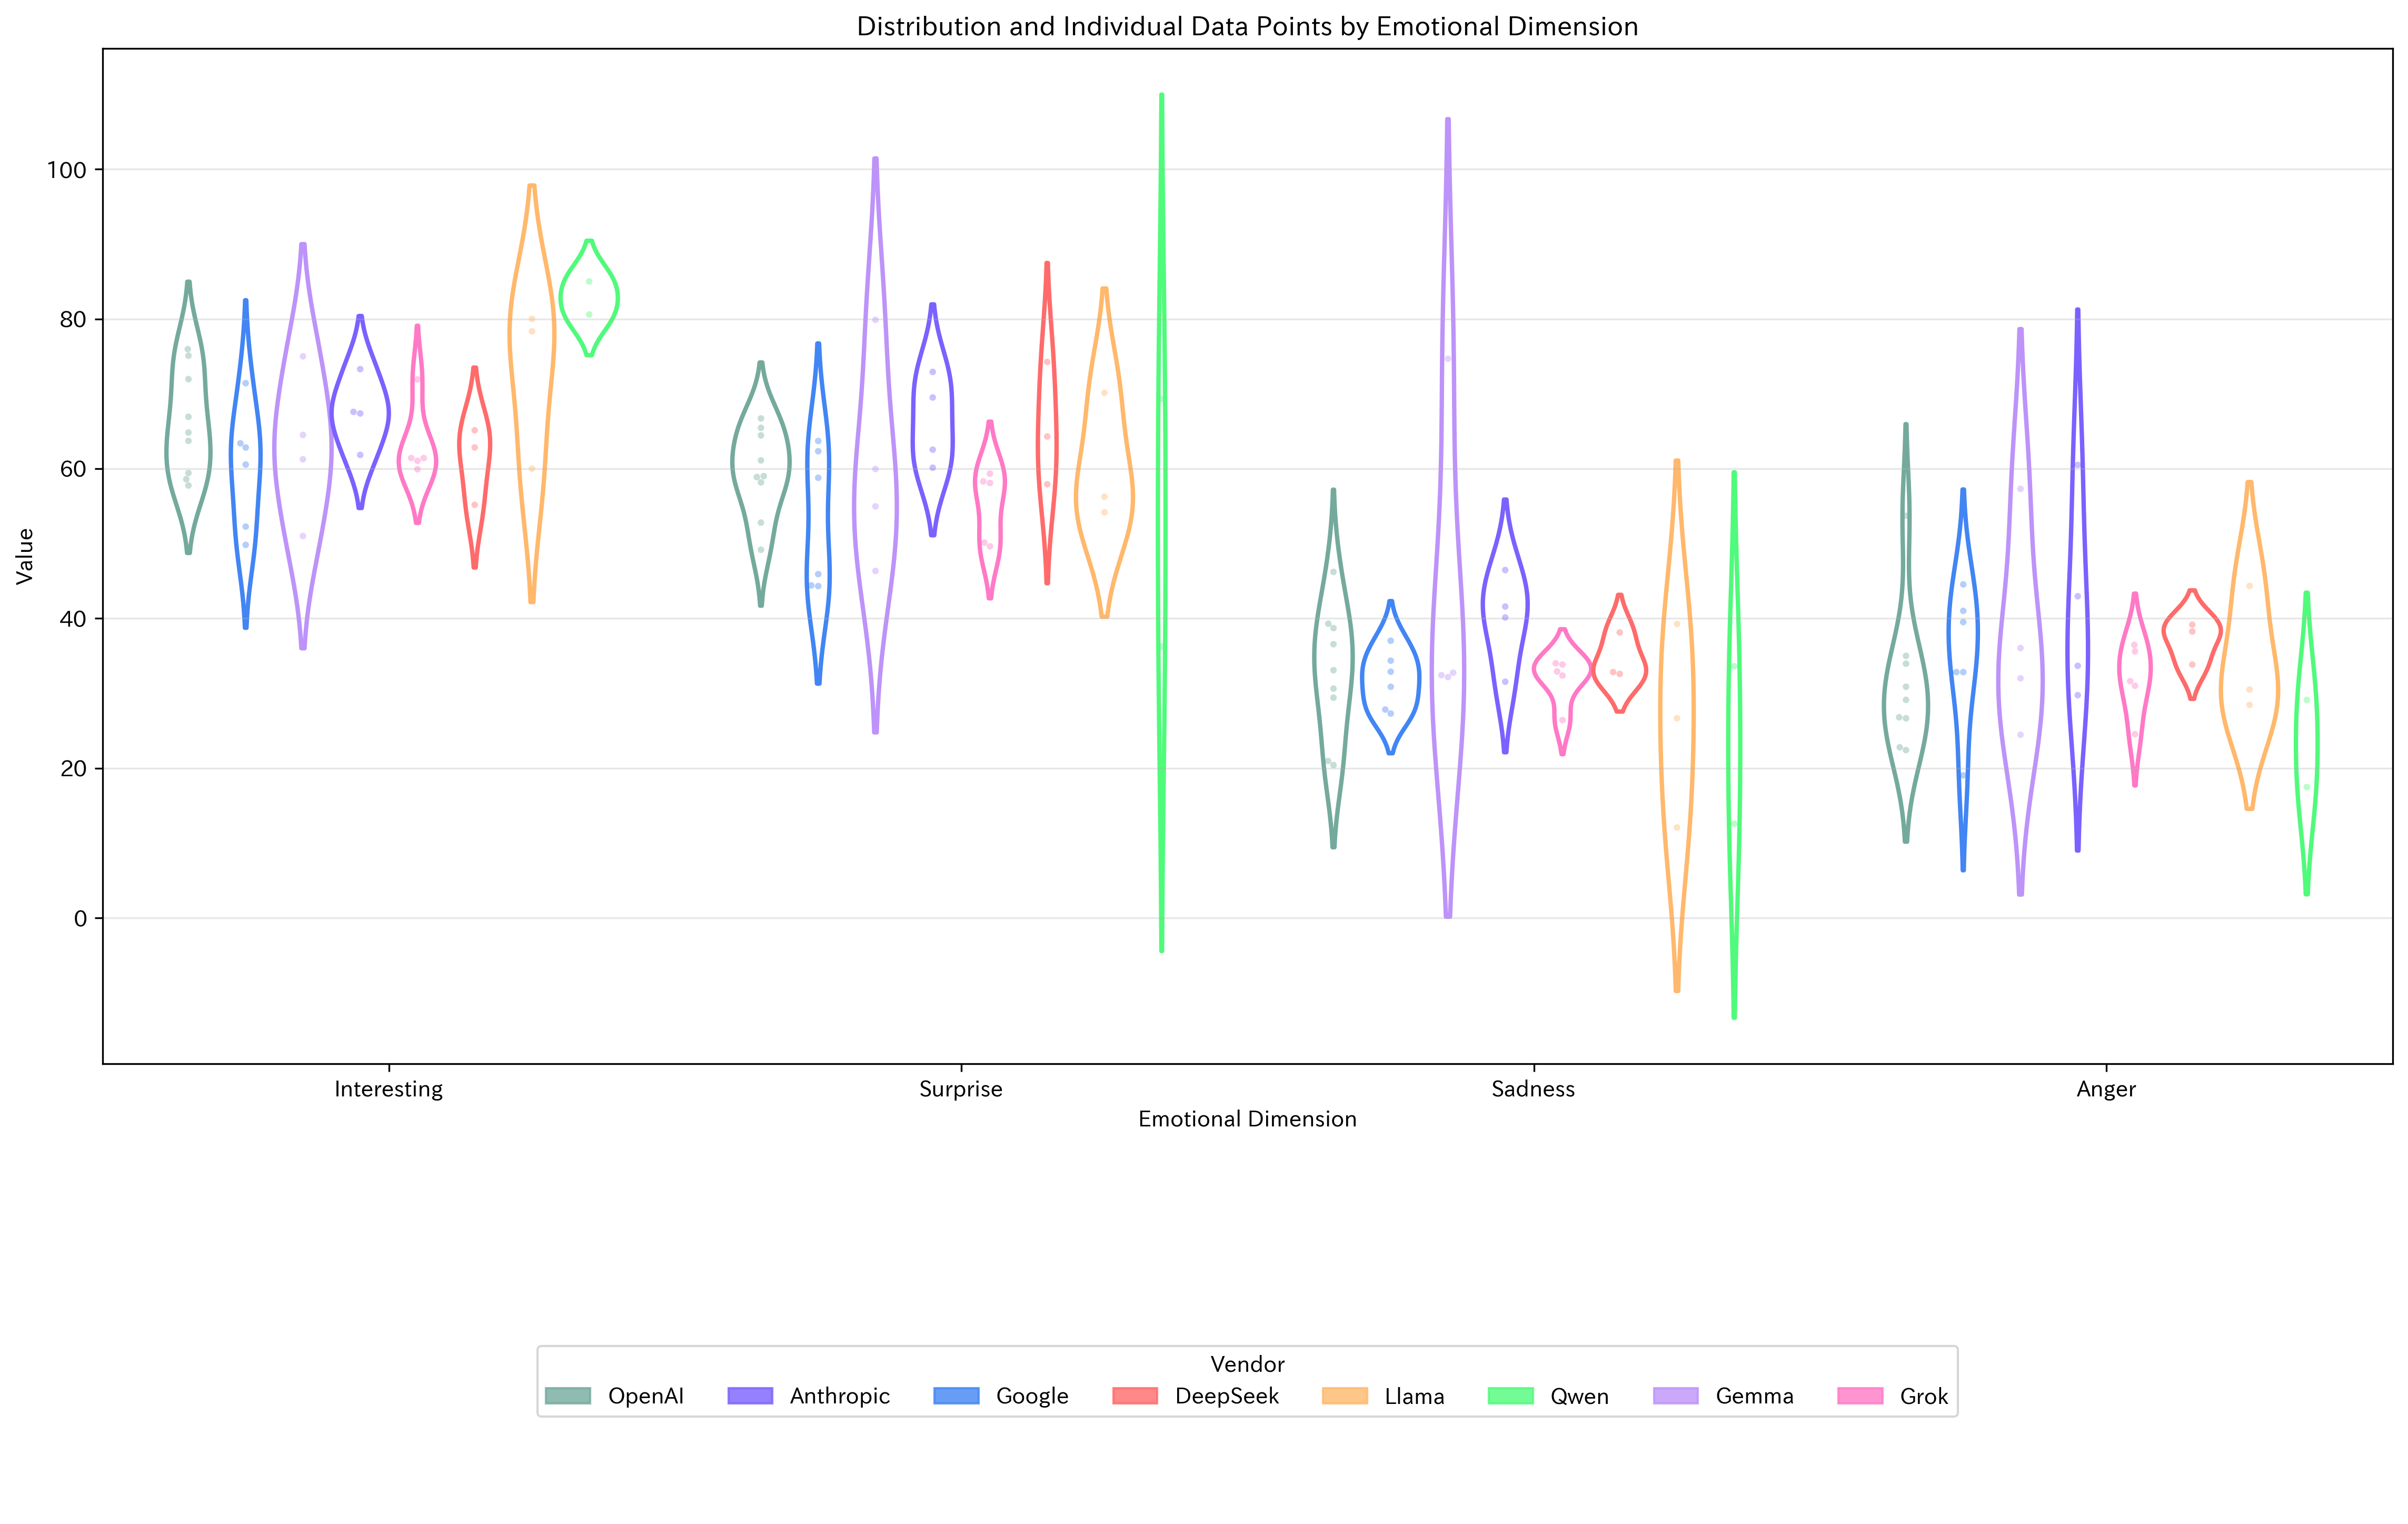 Distribution and Individual Data Points by Emotional Dimension
Value
100
80
60
40
20
0
Interesting Surprise Sadness Anger
Emotional Dimension
Vendor
OpenAI Anthropic Google DeepSeek Llama Qwen Gemma Grok